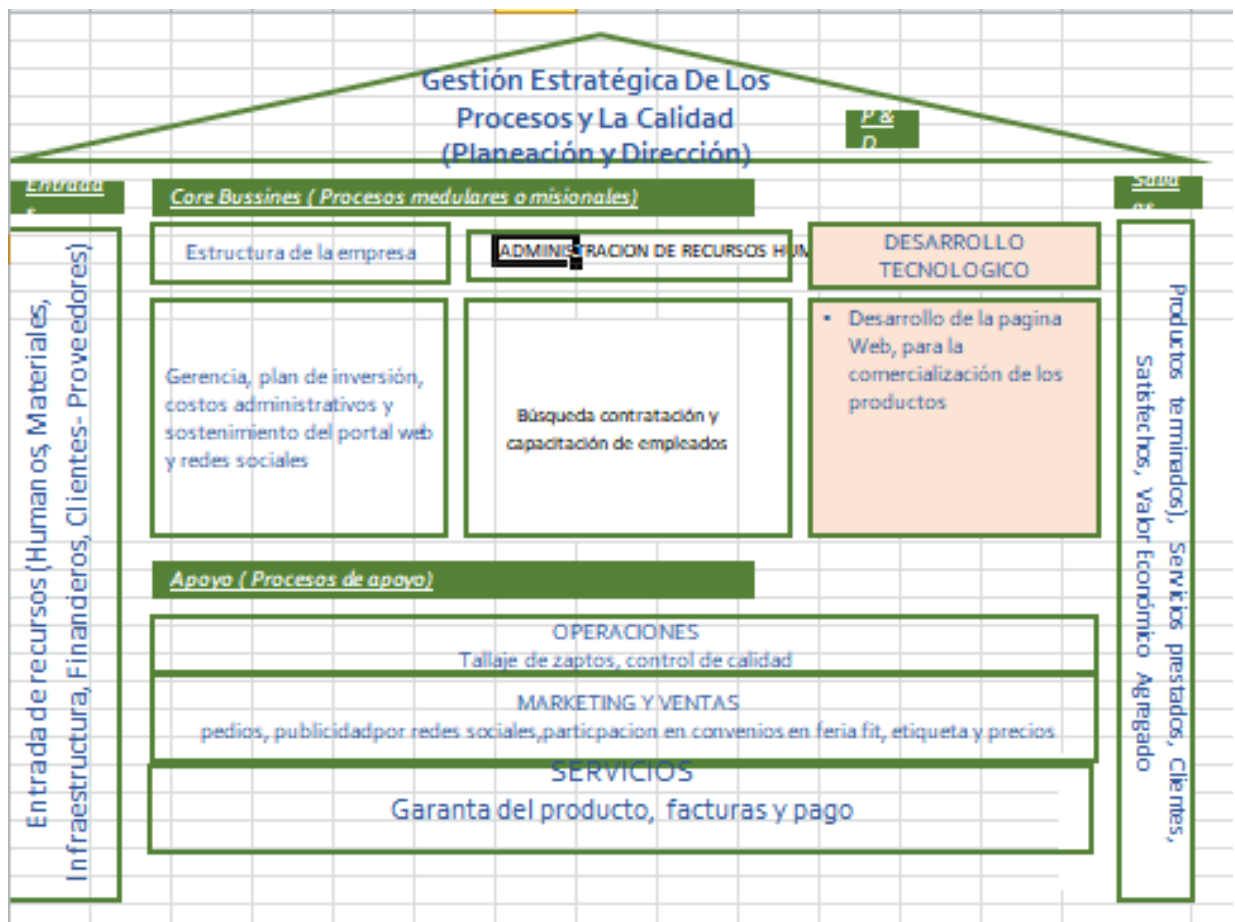 Gestión Estratégica De Los
Procesos y La Calidad
(Planeación y Dirección)
P &
D
Entrada
s
Core Bussines ( Procesos medulares o misionales)
Salid
as
Estructura de la empresa
ADMINISTRACION DE RECURSOS HUM
DESARROLLO
TECNOLOGICO
Entrada de recursos (Humanos, Materiales,
Infraestructura, Financieros, Clientes- Proveedores)
Gerencia, plan de inversión,
costos administrativos y
sostenimiento del portal web
y redes sociales
Búsqueda contratación y
capacitación de empleados
• Desarrollo de la pagina
Web, para la
comercialización de los
productos
Productos terminados), Servicios prestados, Clientes,
Satisfechos, Valor Económico Agregado
Apoyo ( Procesos de apoyo)
OPERACIONES
Tallaje de zaptos, control de calidad
MARKETING Y VENTAS
pedios, publicidadpor redes sociales,particpacion en convenios en feria fit, etiqueta y precios
SERVICIOS
Garanta del producto, facturas y pago